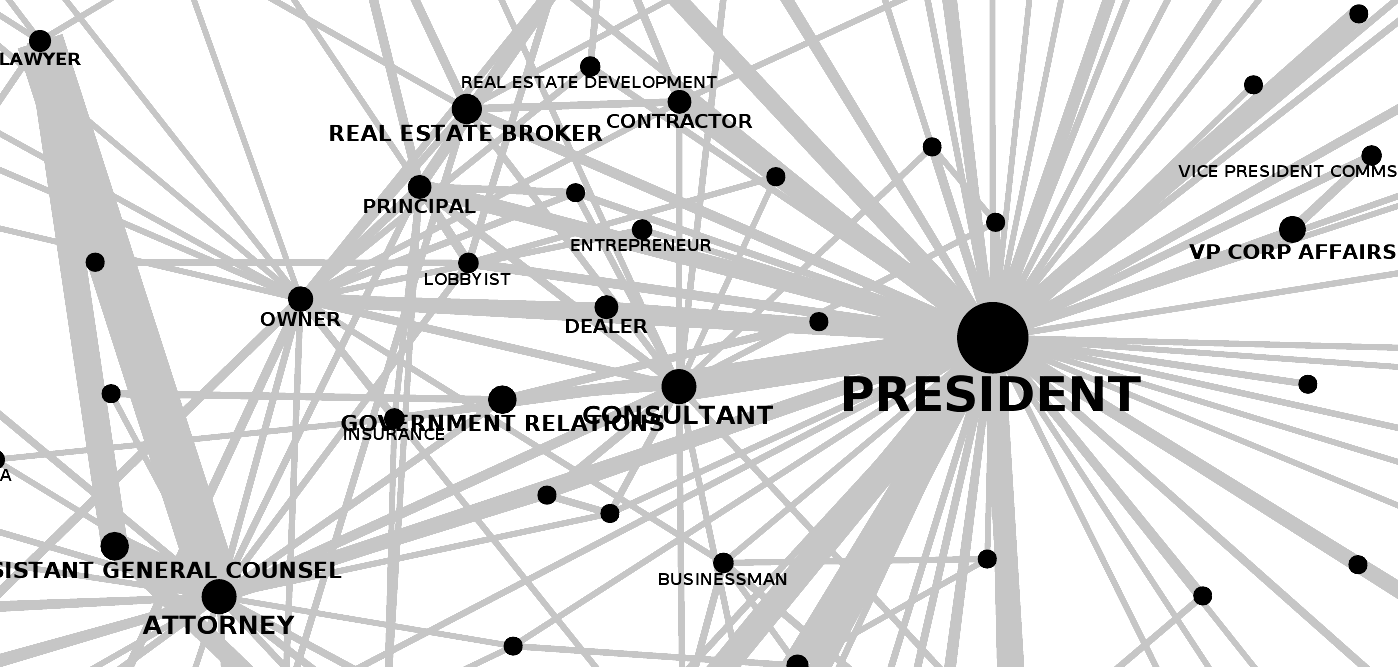 LAWYER
REAL ESTATE DEVELOPMENT
CONTRACTOR
REAL ESTATE BROKER
VICE PRESIDENT COMMS
PRINCIPAL
ENTREPRENEUR
VP CORP AFFAIRS
LOBBYIST
OWNER
DEALER
PRESIDENT
CONSULTANT
GOVERNMENT RELATIONS
INSURANCE
A
SISTANT GENERAL COUNSEL
BUSINESSMAN
ATTORNEY